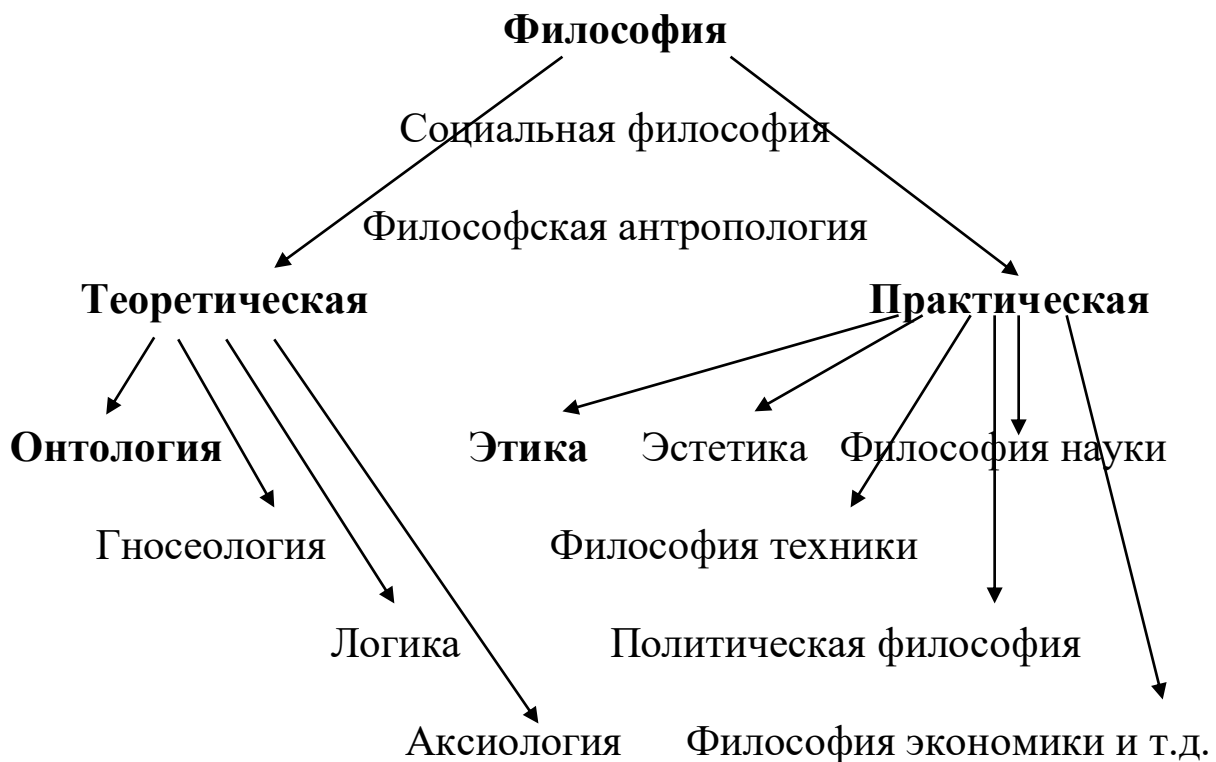 Философия
Социальная философия
Философская антропология
Теоретическая Практическая
Онтология Этика Эстетика Философия науки
Гносеология Философия техники
Логика Политическая философия
Аксиология Философия экономики и т.д.